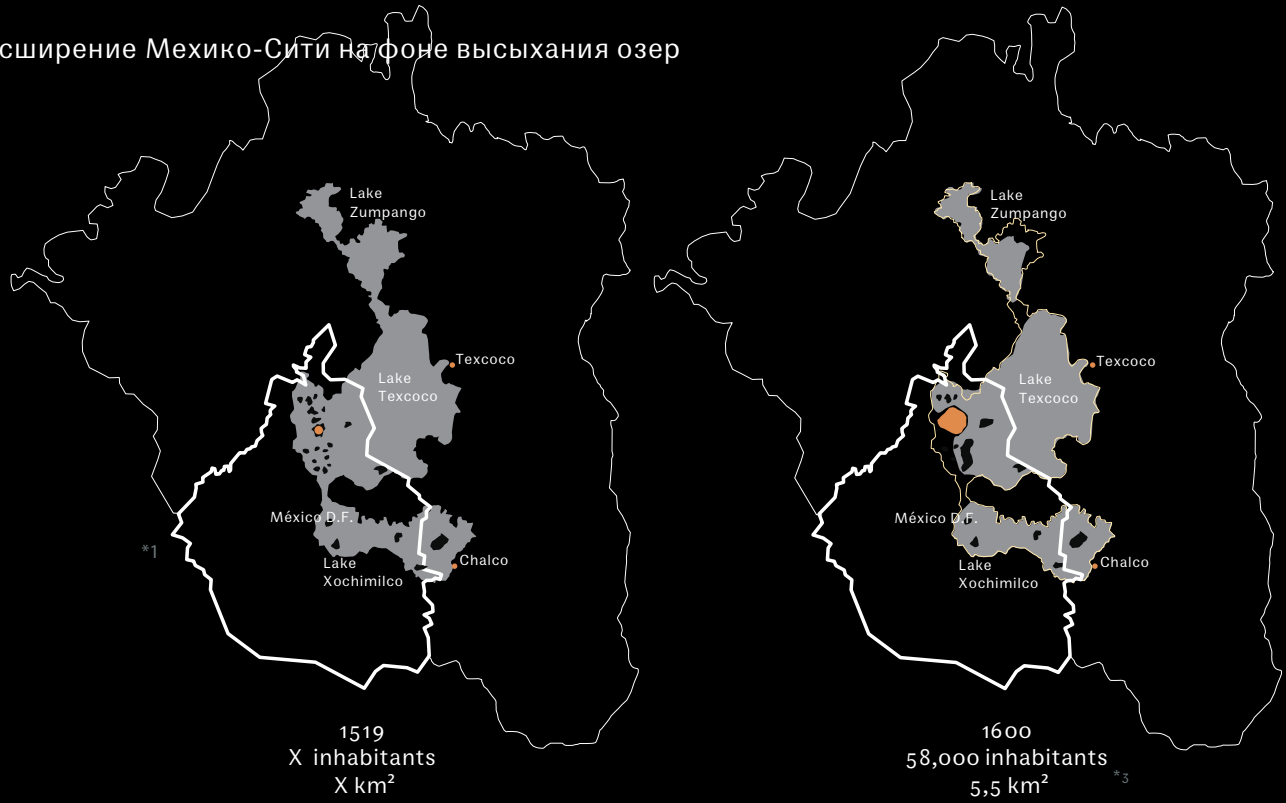 сширение Мехико-Сити на фоне высыхания озер
Lake
Zumpango
Texcoco
Lake
Texcoco
México D.F.
*1
Chalco
Lake
Xochimilco
1519
X inhabitants
X km²
Lake
Zumpango
Texcoco
Lake
Texcoco
México D.F.
Chalco
Lake
Xochimilco
1600
58,000 inhabitants
5,5 km²
*3